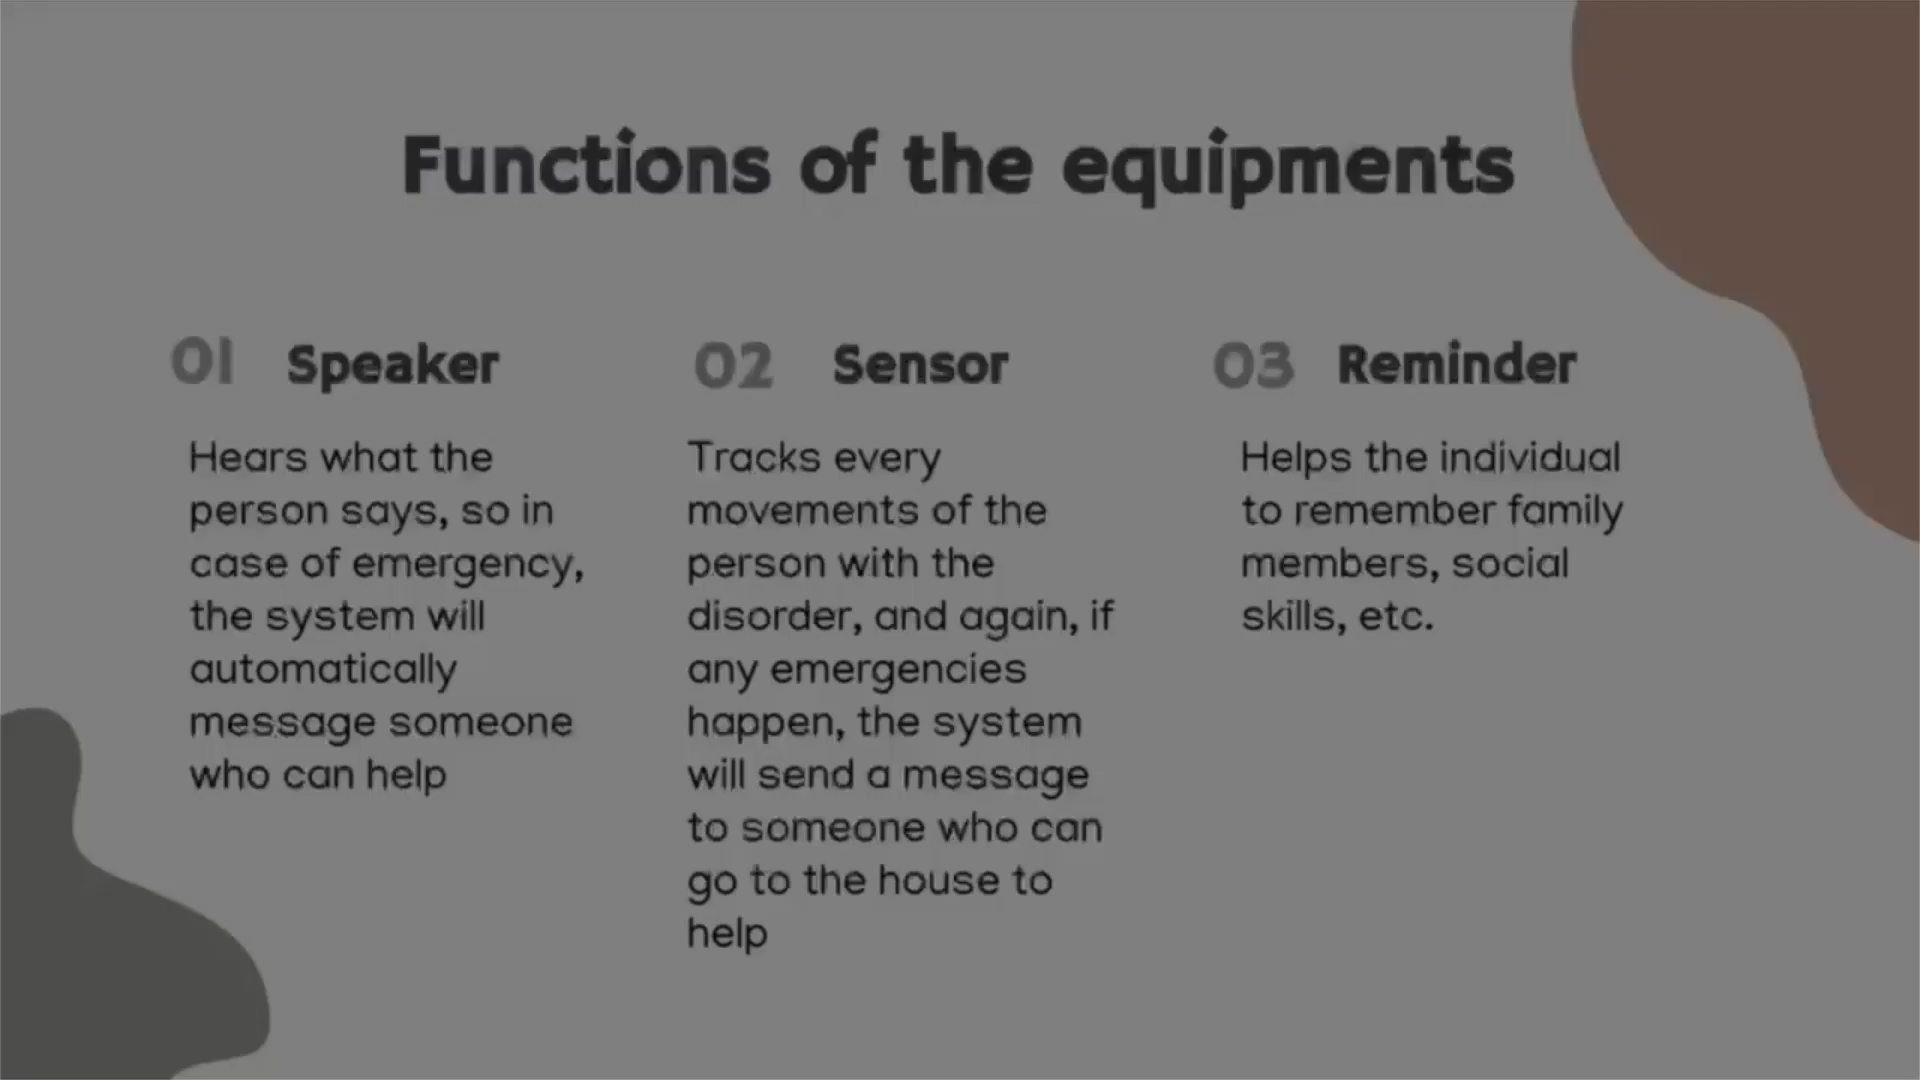 Functions of the equipments
01 Speaker
Hears what the
person says, so in
case of emergency,
the system will
automatically
message someone
who can help
02 Sensor
Tracks every
movements of the
person with the
disorder, and again, if
any emergencies
happen, the system
will send a message
to someone who can
go to the house to
help
03 Reminder
Helps the individual
to remember family
members, social
skills, etc.